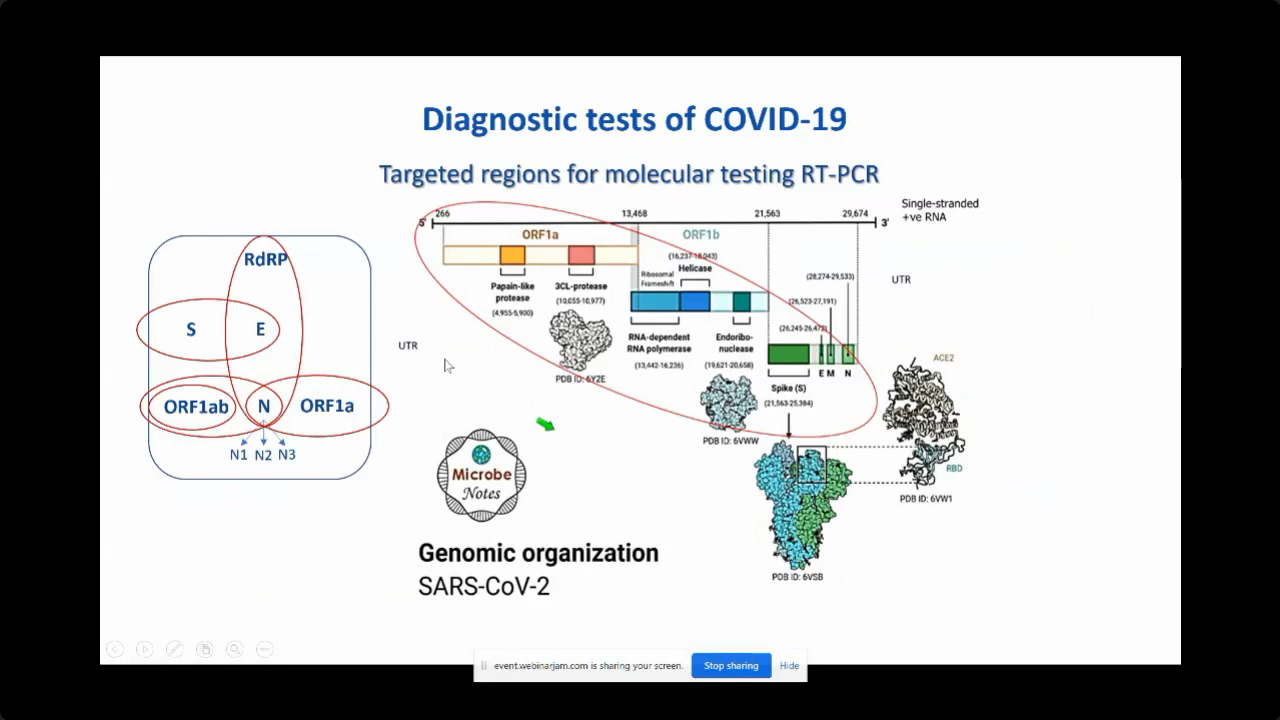 Diagnostic tests of COVID-19
Targeted regions for molecular testing RT-PCR
RdRP
S
E
ORF1ab
N
ORF1a
N1
N2
N3
5'
266
13,468
21,563
29,674
3'
Single-stranded
+ve RNA
ORF1a
ORF1b
(16,237-18,043)
Helicase
Ribosomal
Frameshift
Papain-like
protease
(4,955-5,900)
3CL-protease
(10,055-10,977)
PDB ID: 6Y2E
RNA-dependent
RNA polymerase
(13,442-16,236)
Endoribo-
nuclease
(19,621-20,658)
PDB ID: 6VWW
(28,274-29,533)
(26,523-27,191)
(26,245-26,472)
E M N
Spike (S)
(21,563-25,384)
UTR
UTR
ACE2
RBD
PDB ID: 6VW1
PDB ID: 6VSB
Microbe
Notes
Genomic organization
SARS-CoV-2
event.webinarjam.com is sharing your screen.
Stop sharing
Hide